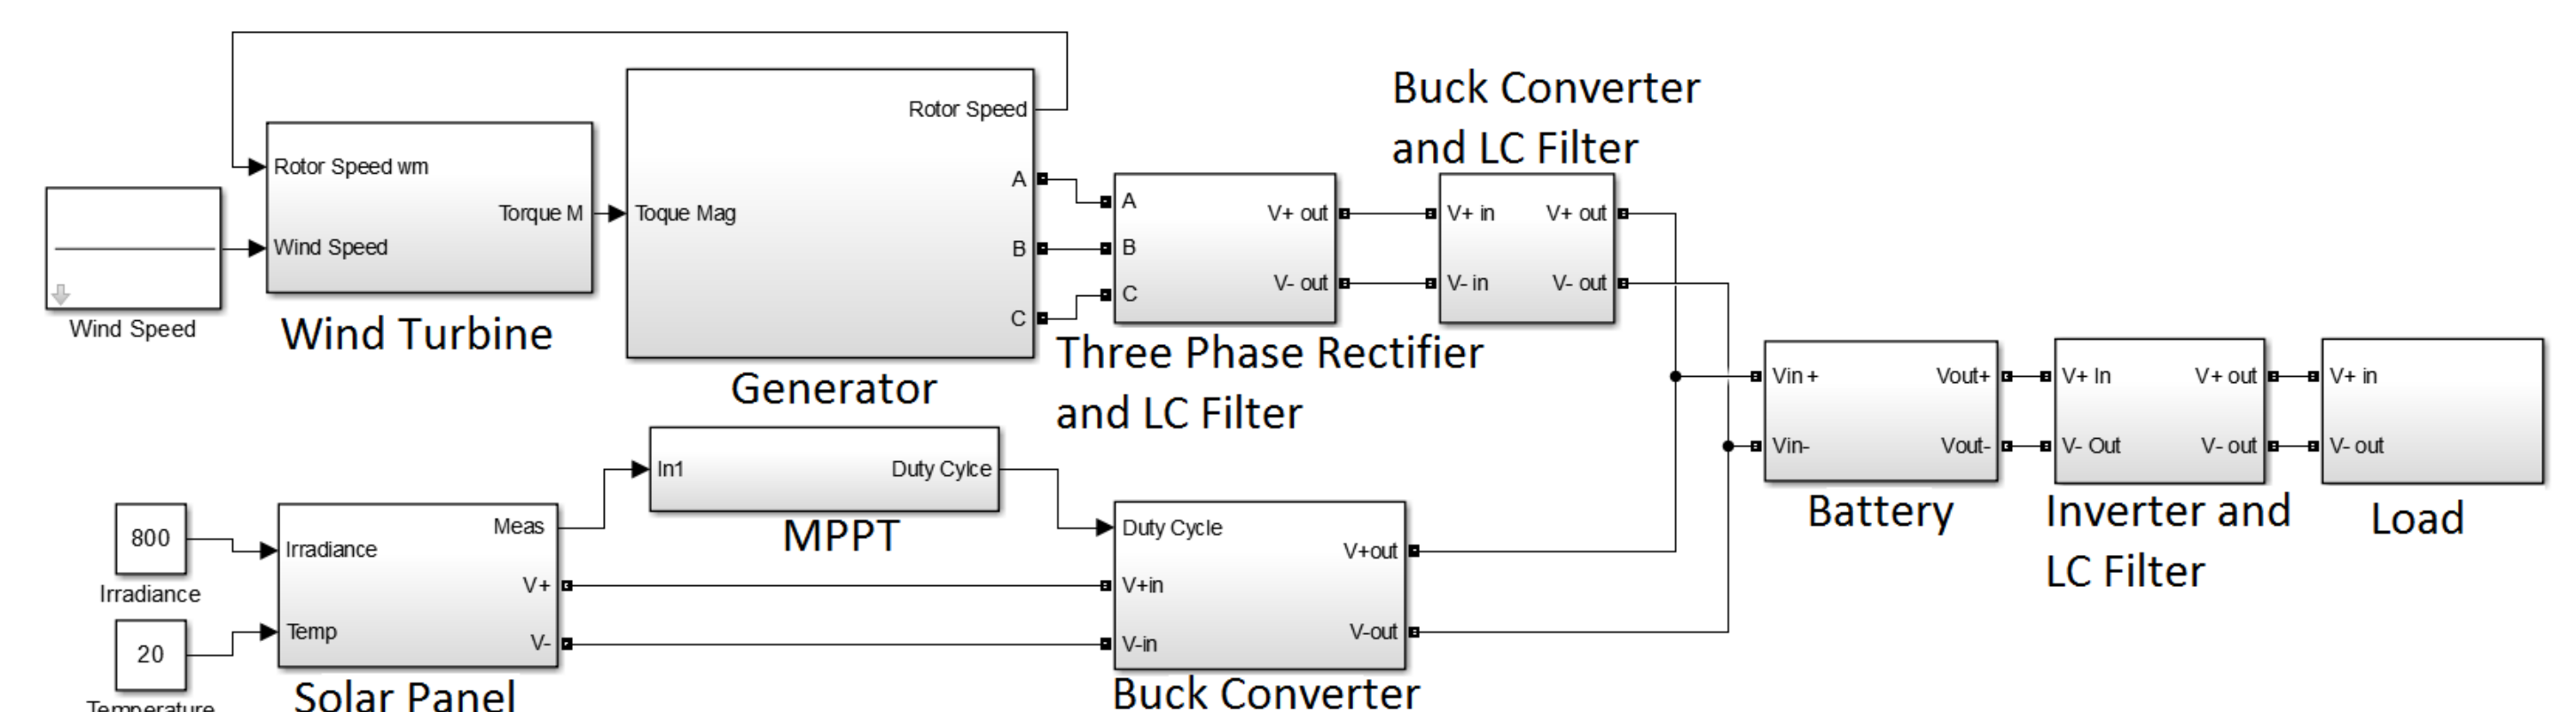 Buck Converter
and LC Filter
Rotor Speed
Rotor Speed wm
Torque M
Wind Speed
Wind Speed
Wind Turbine
Toque Mag
A
B
C
Generator
A
B
C
V+ out
V- out
Three Phase Rectifier
and LC Filter
V+ in
V- in
V+ out
V- out
Vin +
Vin-
Vout+
Vout-
Battery
V+ In
V- Out
V+ out
V- out
Inverter and
LC Filter
V+ in
V- out
Load
In1
Duty Cylce
MPPT
800
Irradiance
20
Temperature
Irradiance
Temp
Meas
V+
V-
Solar Panel
Duty Cycle
V+in
V-in
V+out
V-out
Buck Converter